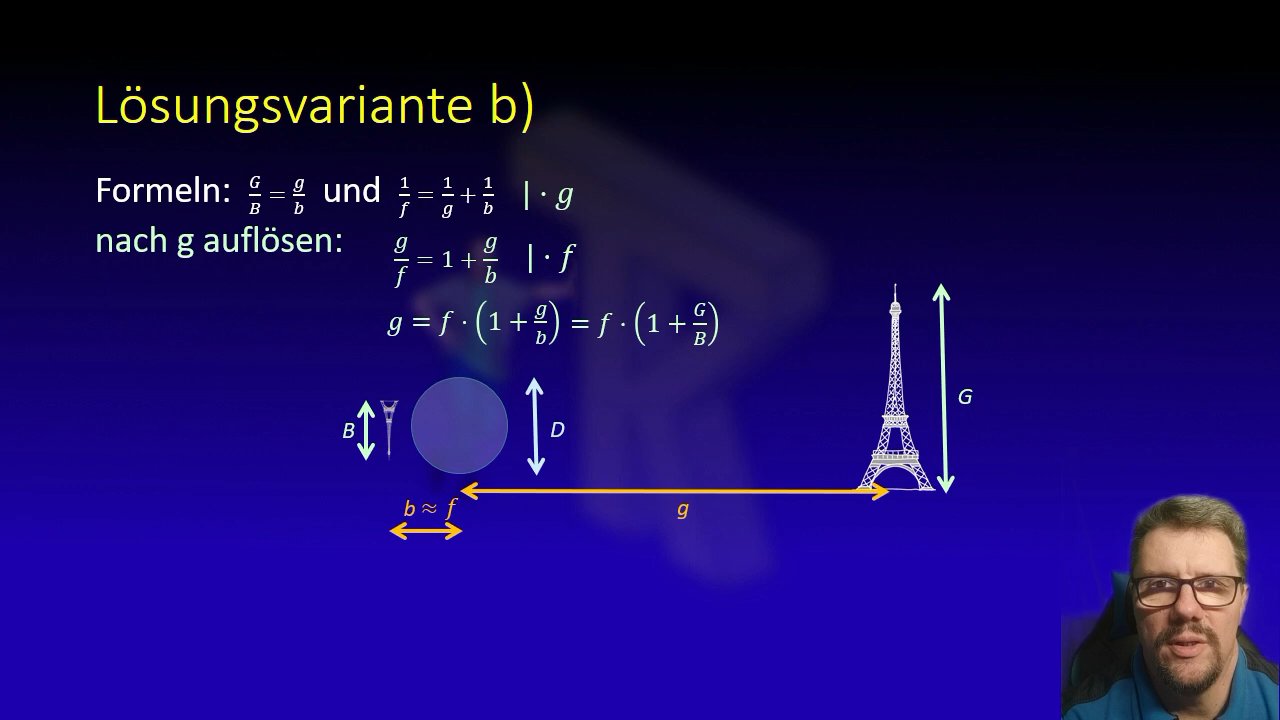 Lösungsvariante b)
Formeln: G/B = g/b und 1/f = 1/g + 1/b | · g
nach g auflösen: g/f = 1 + g/b | · f
g = f · (1 + g/b) = f · (1 + G/B)
B
D
G
b ≈ f
g